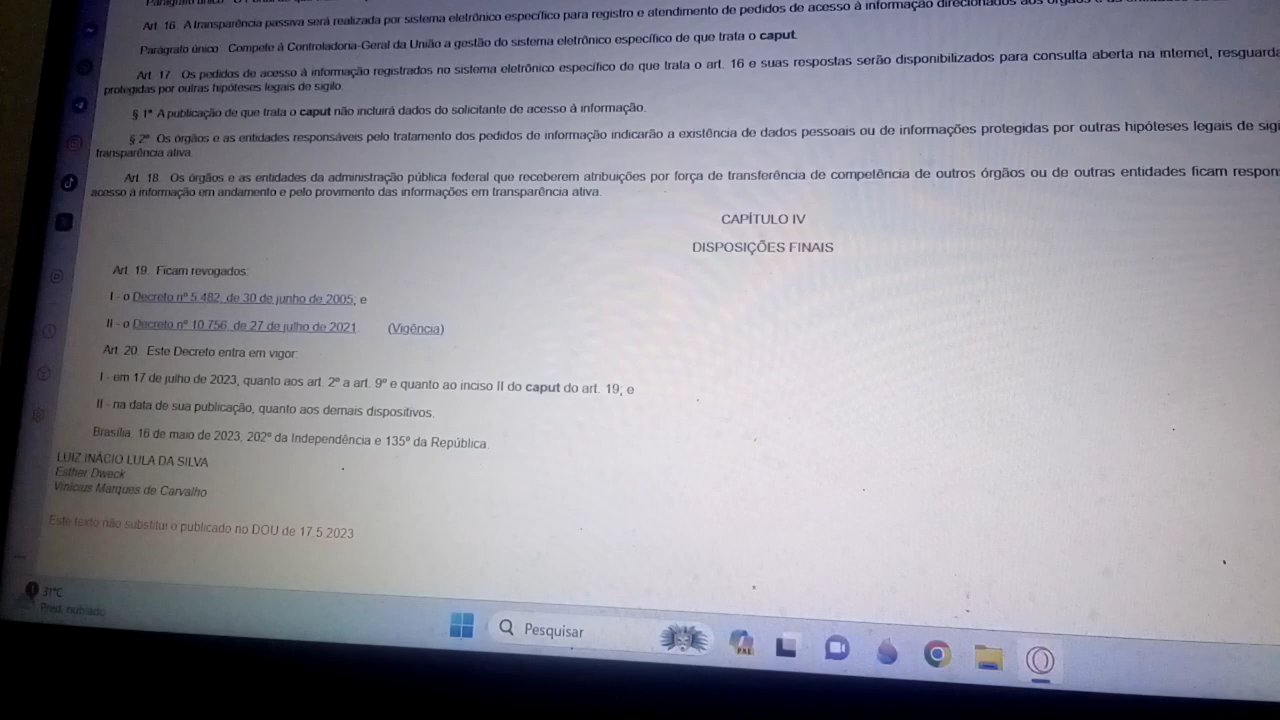 Parágrafo único. O
Art. 16. A transparência passiva será realizada por sistema eletrônico específico para registro e atendimento de pedidos de acesso à informação direcionados aos órgãos e às entidades
Parágrafo único. Compete à Controladoria-Geral da União a gestão do sistema eletrônico específico de que trata o caput.
Art. 17. Os pedidos de acesso à informação registrados no sistema eletrônico específico de que trata o art. 16 e suas respostas serão disponibilizados para consulta aberta na internet, resguarda
protegidas por outras hipóteses legais de sigilo.
§ 1º A publicação de que trata o caput não incluirá dados do solicitante de acesso à informação.
§ 2º Os órgãos e as entidades responsáveis pelo tratamento dos pedidos de informação indicarão a existência de dados pessoais ou de informações protegidas por outras hipóteses legais de sigi
transparência ativa.
Art. 18. Os órgãos e as entidades da administração pública federal que receberem atribuições por força de transferência de competência de outros órgãos ou de outras entidades ficam respons
acesso à informação em andamento e pelo provimento das informações em transparência ativa.
CAPÍTULO IV
DISPOSIÇÕES FINAIS
Art. 19. Ficam revogados:
I - o Decreto nº 5.482, de 30 de junho de 2005; e
II - o Decreto nº 10.756, de 27 de julho de 2021. (Vigência)
Art. 20. Este Decreto entra em vigor:
I - em 17 de julho de 2023, quanto aos art. 2º a art. 9º e quanto ao inciso II do caput do art. 19; e
II - na data de sua publicação, quanto aos demais dispositivos.
Brasília, 16 de maio de 2023; 202º da Independência e 135º da República.
LUIZ INÁCIO LULA DA SILVA
Esther Dweck
Vinícius Marques de Carvalho
Este texto não substitui o publicado no DOU de 17.5.2023
31°C
Pred. nublado
Pesquisar